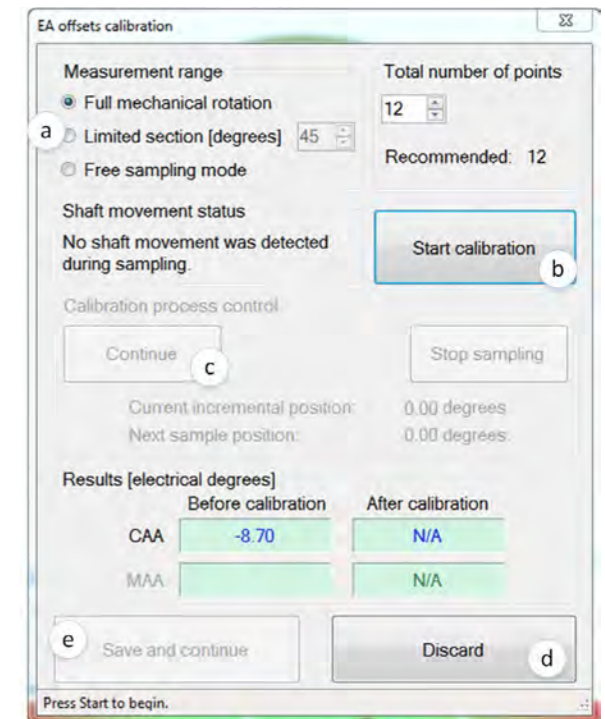 EA offsets calibration
Measurement range
Total number of points
Full mechanical rotation
12
a
Limited section [degrees] 45
Recommended: 12
Free sampling mode
Shaft movement status
No shaft movement was detected
during sampling.
Start calibration
b
Calibration process control
Continue
c
Stop sampling
Current incremental position: 0.00 degrees
Next sample position: 0.00 degrees
Results [electrical degrees]
Before calibration After calibration
CAA -8.70 N/A
MAA N/A
e
Save and continue
Discard
d
Press Start to begin.